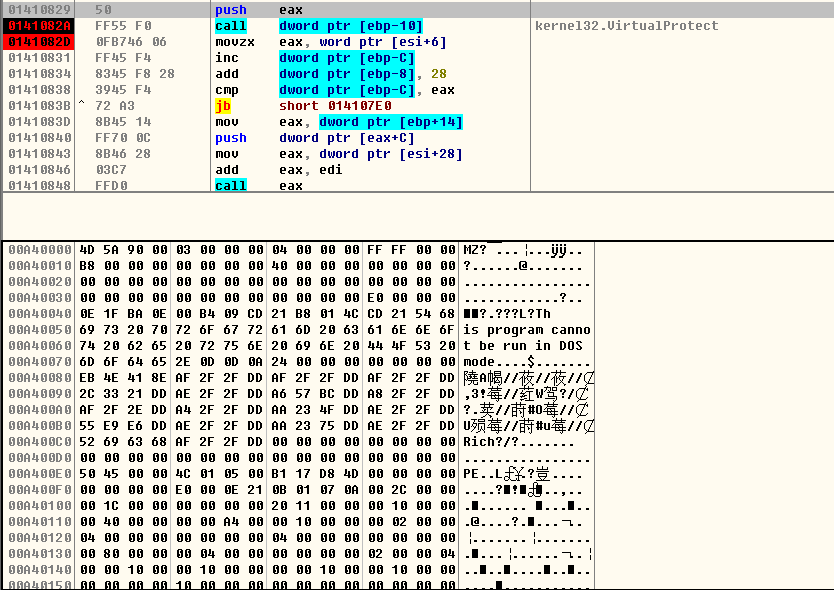 01410829 50 push eax
0141082A FF55 F0 call dword ptr [ebp-10] kernel32.VirtualProtect
0141082D 0FB746 06 movzx eax, word ptr [esi+6]
01410831 FF45 F4 inc dword ptr [ebp-C]
01410834 8345 F8 28 add dword ptr [ebp-8], 28
01410838 3945 F4 cmp dword ptr [ebp-C], eax
0141083B ^ 72 A3 jb short 014107E0
0141083D 8B45 14 mov eax, dword ptr [ebp+14]
01410840 FF70 0C push dword ptr [eax+C]
01410843 8B46 28 mov eax, dword ptr [esi+28]
01410846 03C7 add eax, edi
01410848 FFD0 call eax
00A40000 4D 5A 90 00 03 00 00 00 04 00 00 00 FF FF 00 00 MZ?
00A40010 B8 00 00 00 00 00 00 00 40 00 00 00 00 00 00 00 ?......@.......
00A40020 00 00 00 00 00 00 00 00 00 00 00 00 00 00 00 00 ................
00A40030 00 00 00 00 00 00 00 00 00 00 00 00 E0 00 00 00 ............?..
00A40040 0E 1F BA 0E 00 B4 09 CD 21 B8 01 4C CD 21 54 68 ?.???L?Th
00A40050 69 73 20 70 72 6F 67 72 61 6D 20 63 61 6E 6E 6F is program canno
00A40060 74 20 62 65 20 72 75 6E 20 69 6E 20 44 4F 53 20 t be run in DOS
00A40070 6D 6F 64 65 2E 0D 0D 0A 24 00 00 00 00 00 00 00 mode....$.......
00A40080 EB 4E 41 8E AF 2F 2F DD AF 2F 2F DD AF 2F 2F DD
00A40090 2C 33 21 DD AE 2F 2F DD A6 57 BC DD A8 2F 2F DD
00A400A0 AF 2F 2E DD A4 2F 2F DD AA 23 4F DD AE 2F 2F DD
00A400B0 55 E9 E6 DD AE 2F 2F DD AA 23 75 DD AE 2F 2F DD
00A400C0 52 69 63 68 AF 2F 2F DD 00 00 00 00 00 00 00 00 Rich?/?.......
00A400D0 00 00 00 00 00 00 00 00 00 00 00 00 00 00 00 00 ................
00A400E0 50 45 00 00 4C 01 05 00 B1 17 D8 4D 00 00 00 00 PE..L
00A400F0 00 00 00 00 E0 00 0E 21 0B 01 07 0A 00 2C 00 00
00A40100 00 1C 00 00 00 00 00 00 20 11 00 00 00 10 00 00
00A40110 00 40 00 00 00 00 A4 00 00 10 00 00 00 02 00 00
00A40120 04 00 00 00 00 00 00 00 04 00 00 00 00 00 00 00
00A40130 00 80 00 00 00 04 00 00 00 00 00 00 02 00 00 04
00A40140 00 00 10 00 00 10 00 00 00 00 10 00 00 10 00 00
00A40150 00 00 00 00 10 00 00 00 00 00 00 00 00 00 00 00